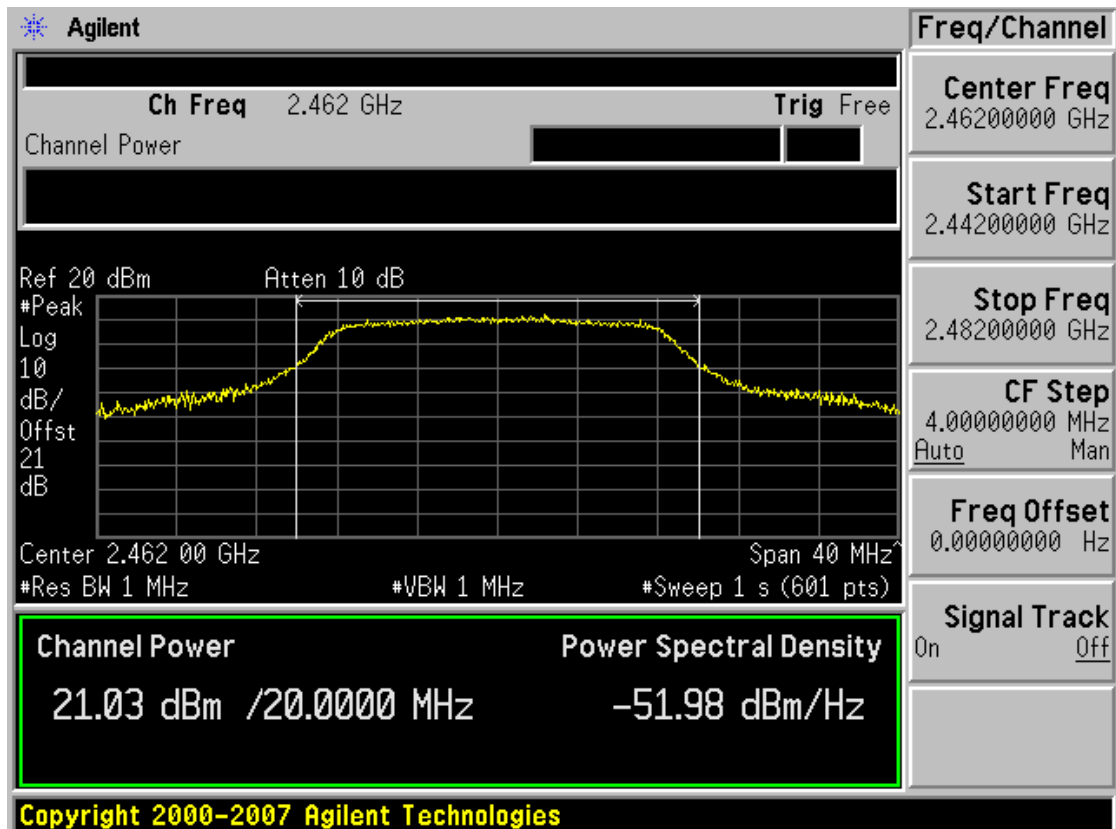 Agilent
Ch Freq 2.462 GHz Trig Free
Channel Power
Ref 20 dBm Atten 10 dB
#Peak
Log
10
dB/
Offst
21
dB
Center 2.462 00 GHz Span 40 MHz^
#Res BW 1 MHz #VBW 1 MHz #Sweep 1 s (601 pts)
Channel Power Power Spectral Density
21.03 dBm /20.0000 MHz -51.98 dBm/Hz
Copyright 2000-2007 Agilent Technologies
Freq/Channel
Center Freq
2.46200000 GHz
Start Freq
2.44200000 GHz
Stop Freq
2.48200000 GHz
CF Step
4.00000000 MHz
Auto Man
Freq Offset
0.00000000 Hz
Signal Track
On Off